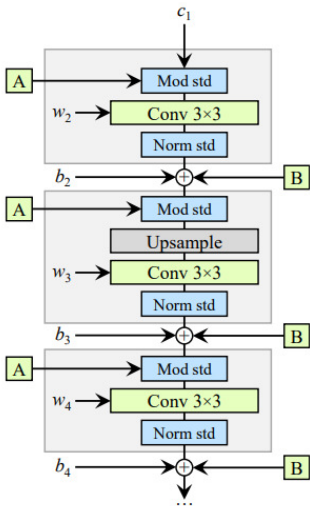 c₁
A
Mod std
w₂
Conv 3×3
Norm std
b₂
+
B
A
Mod std
Upsample
w₃
Conv 3×3
Norm std
b₃
+
B
A
Mod std
w₄
Conv 3×3
Norm std
b₄
+
B
...